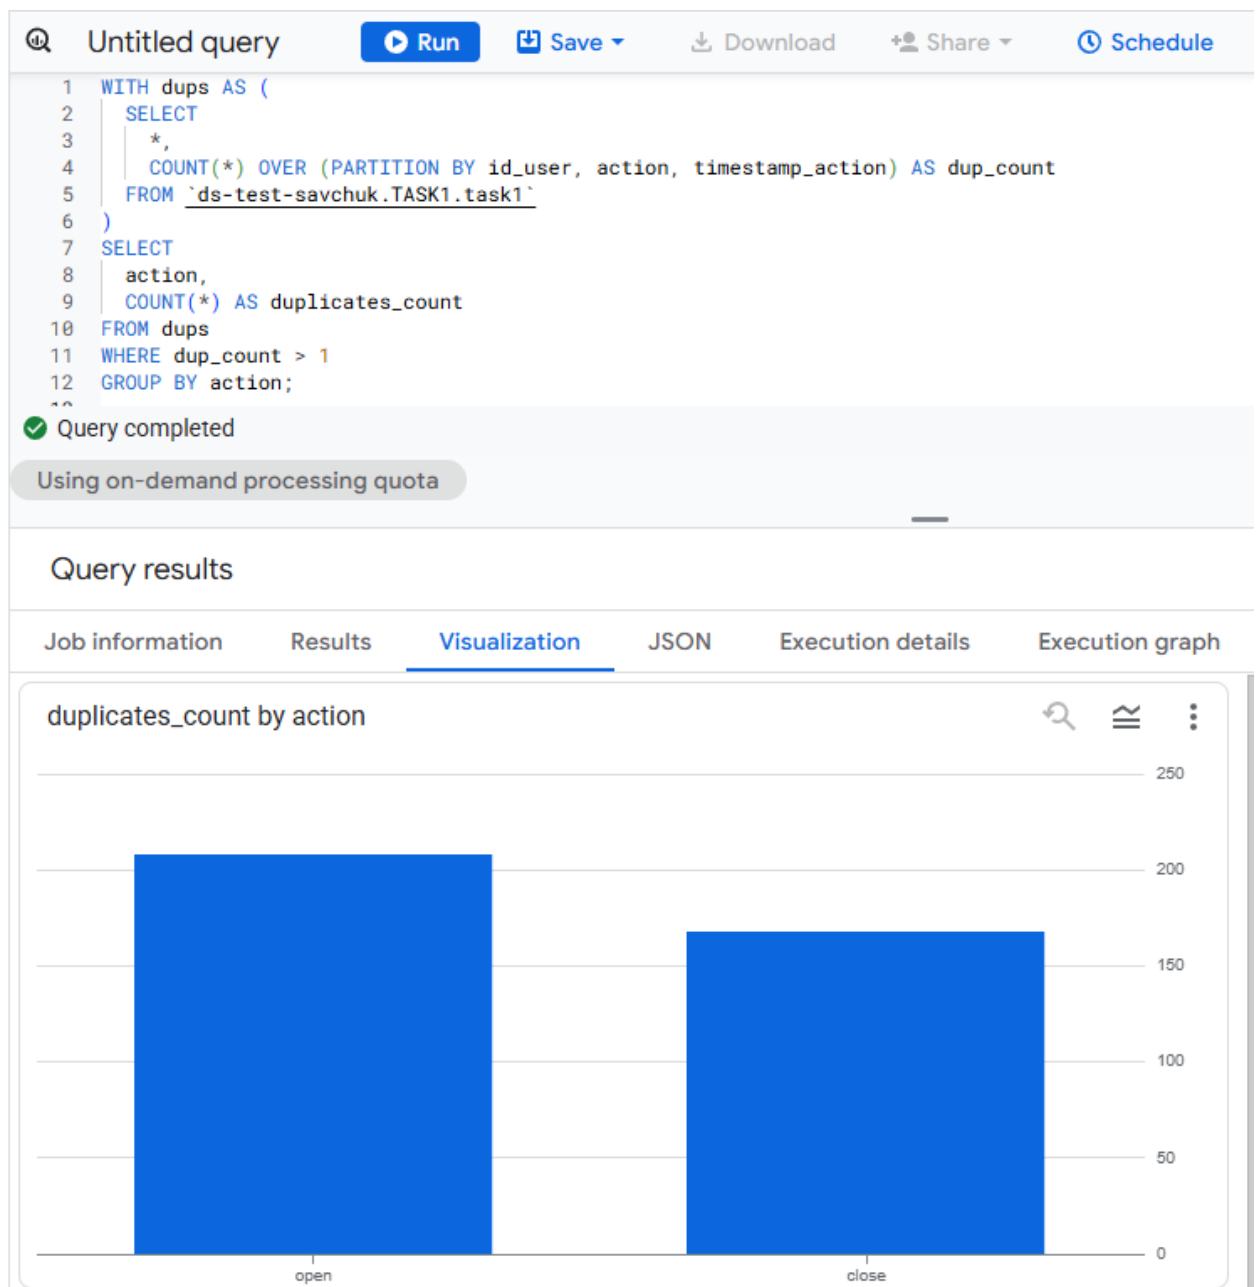 Untitled query Run Save Download Share Schedule
1 WITH dups AS (
2 SELECT
3 *,
4 COUNT(*) OVER (PARTITION BY id_user, action, timestamp_action) AS dup_count
5 FROM `ds-test-savchuk.TASK1.task1`
6 )
7 SELECT
8 action,
9 COUNT(*) AS duplicates_count
10 FROM dups
11 WHERE dup_count > 1
12 GROUP BY action;
Query completed
Using on-demand processing quota
Query results
Job information Results Visualization JSON Execution details Execution graph
duplicates_count by action
250
200
150
100
50
0
open close